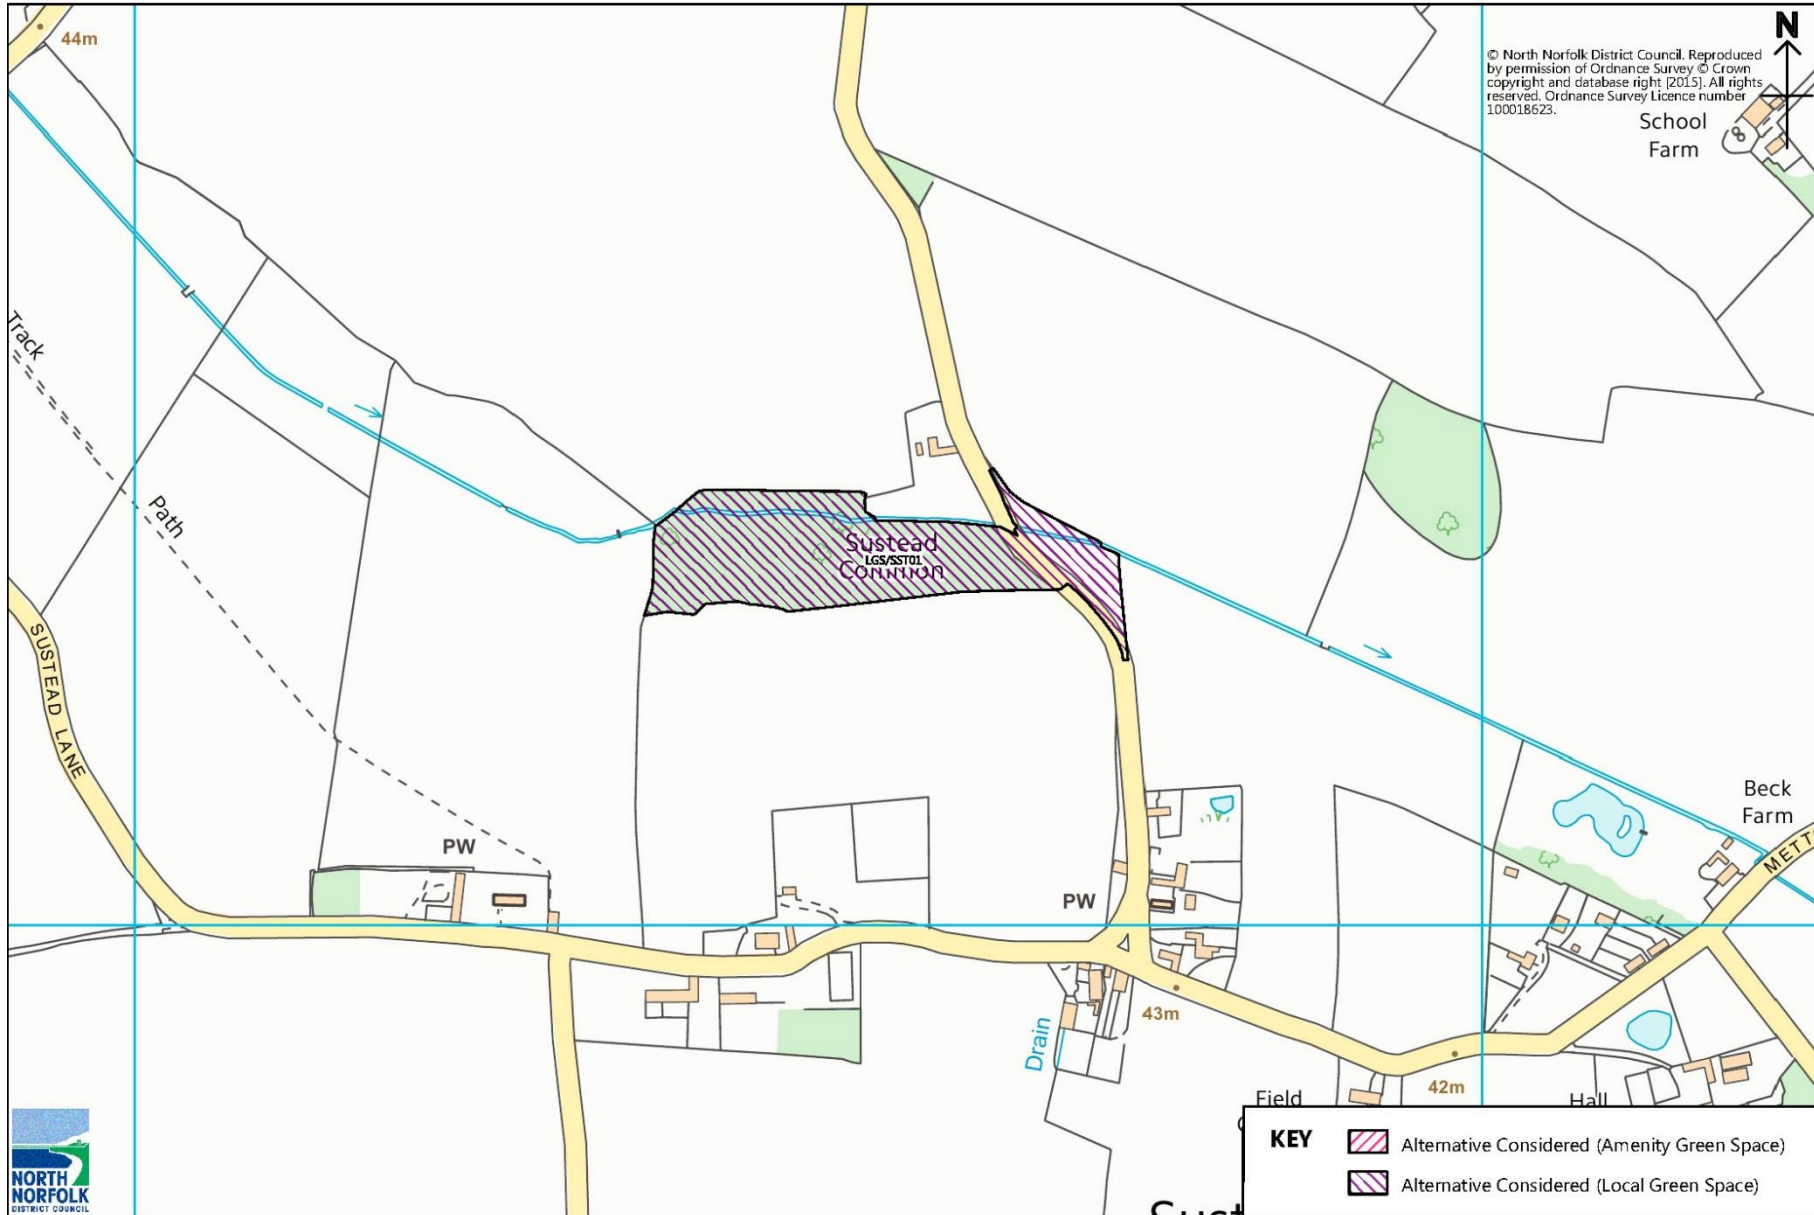 44m
N
© North Norfolk District Council. Reproduced
by permission of Ordnance Survey © Crown
copyright and database right [2015]. All rights
reserved. Ordnance Survey Licence number
100018623.
School
Farm
Track
Path
Sustead
LGS/SST01
Common
SUSTEAD LANE
Beck
Farm
PW
METT
PW
43m
Drain
42m
Field
Hall
KEY
Alternative Considered (Amenity Green Space)
Alternative Considered (Local Green Space)
NORTH
NORFOLK
DISTRICT COUNCIL
Sust